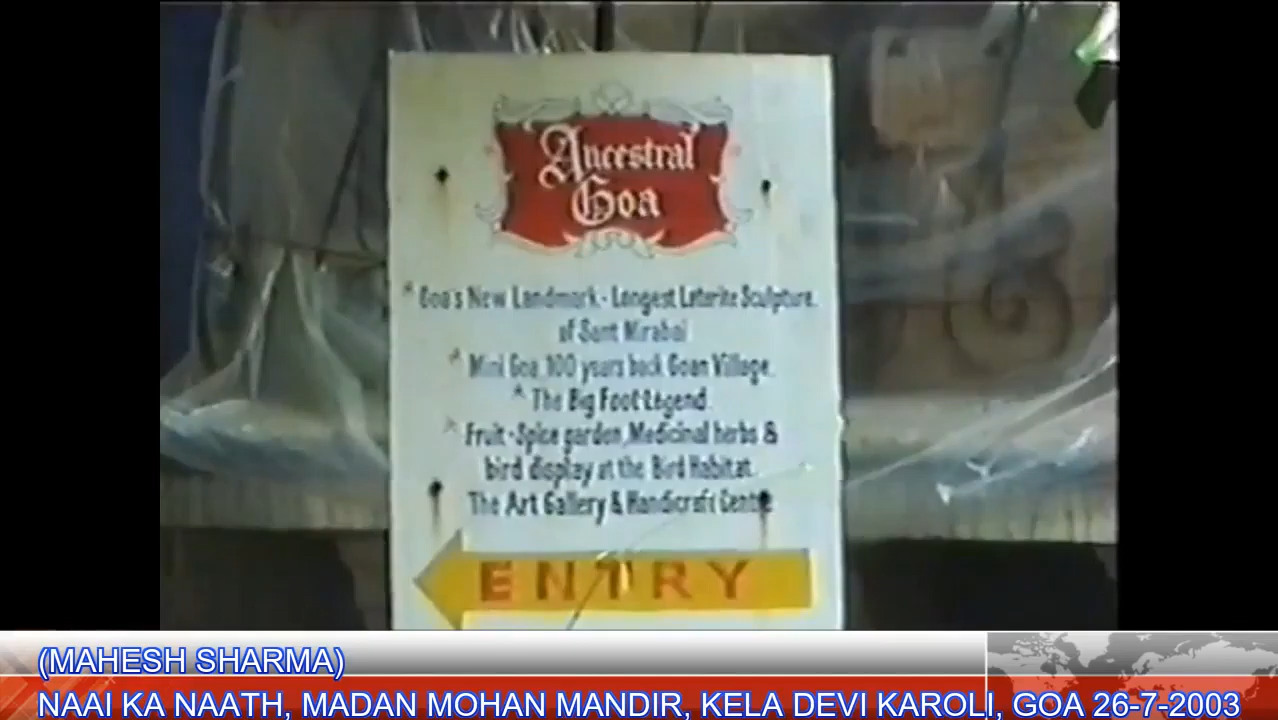 Ancestral
Goa
* Goa's New Landmark - Longest Laterite Sculpture
of Sant Mirabai
* Mini Goa, 100 years back Goan Village.
* The Big Foot Legend.
* Fruit-Spice garden, Medicinal herbs &
bird display at the Bird Habitat.
The Art Gallery & Handicraft Centre
ENTRY
(MAHESH SHARMA)
NAAI KA NAATH, MADAN MOHAN MANDIR, KELA DEVI KAROLI, GOA 26-7-2003